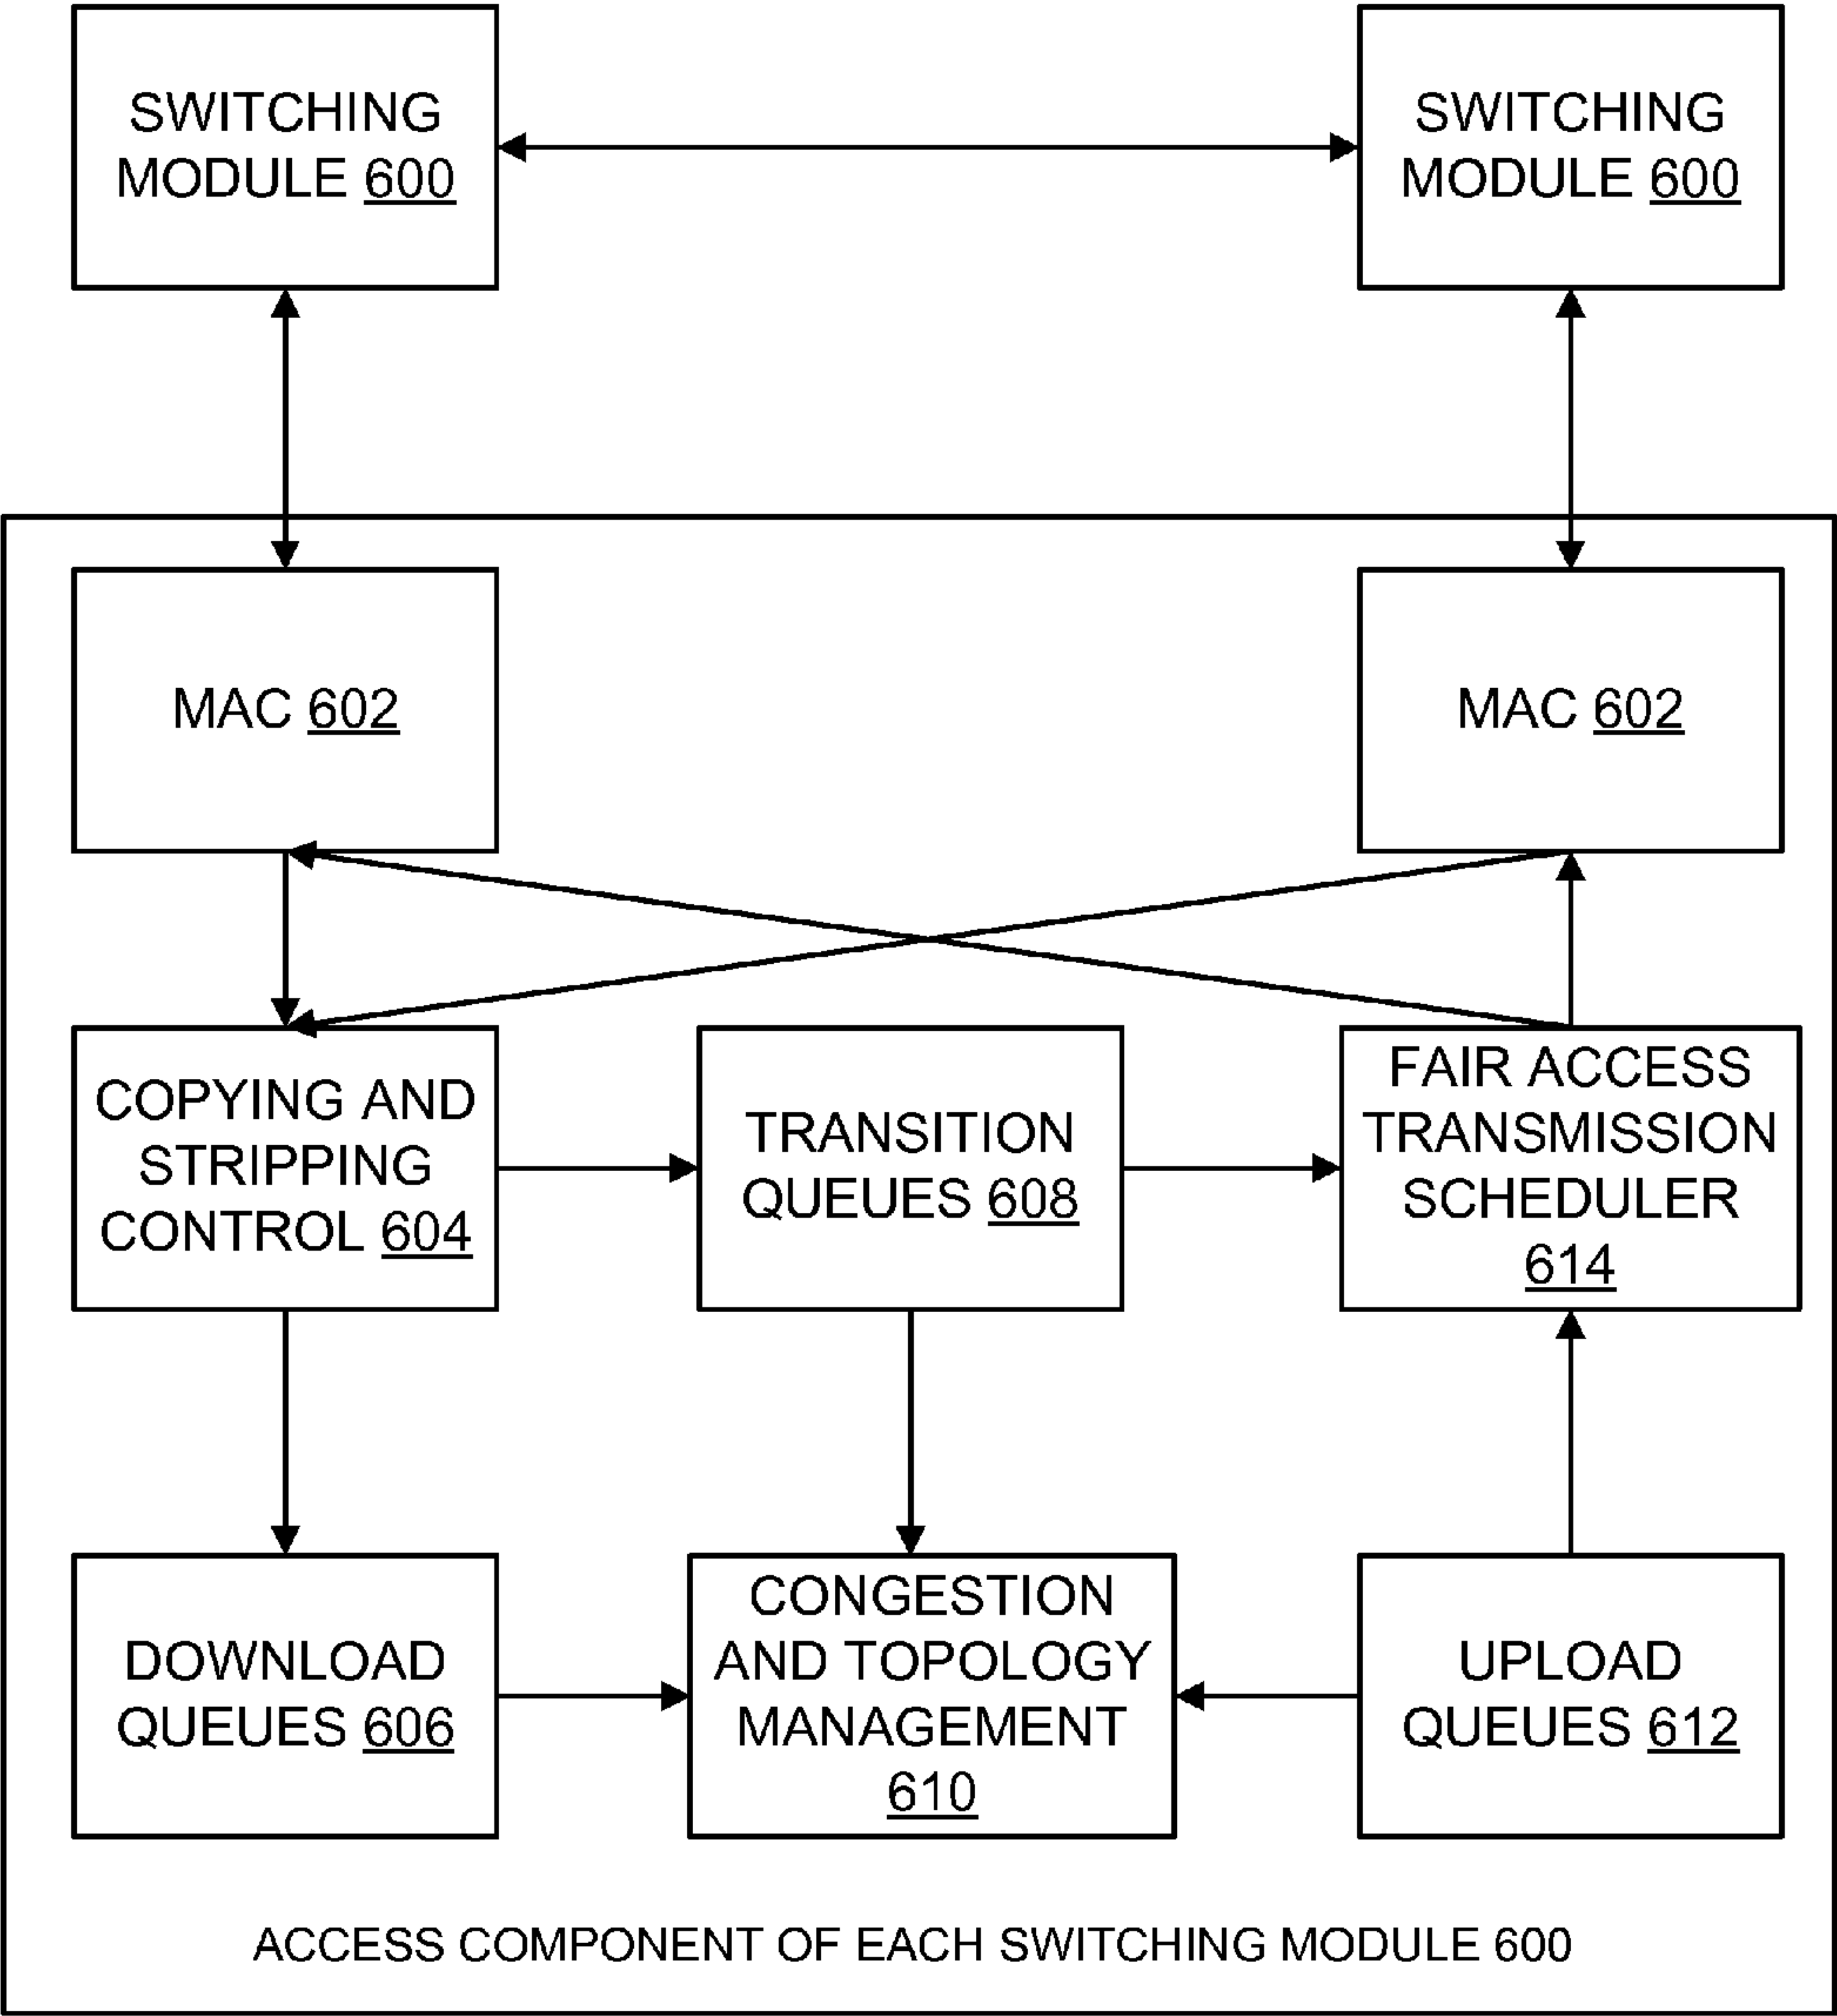 SWITCHING
MODULE 600
SWITCHING
MODULE 600
MAC 602
MAC 602
COPYING AND
STRIPPING
CONTROL 604
TRANSITION
QUEUES 608
FAIR ACCESS
TRANSMISSION
SCHEDULER
614
DOWNLOAD
QUEUES 606
CONGESTION
AND TOPOLOGY
MANAGEMENT
610
UPLOAD
QUEUES 612
ACCESS COMPONENT OF EACH SWITCHING MODULE 600